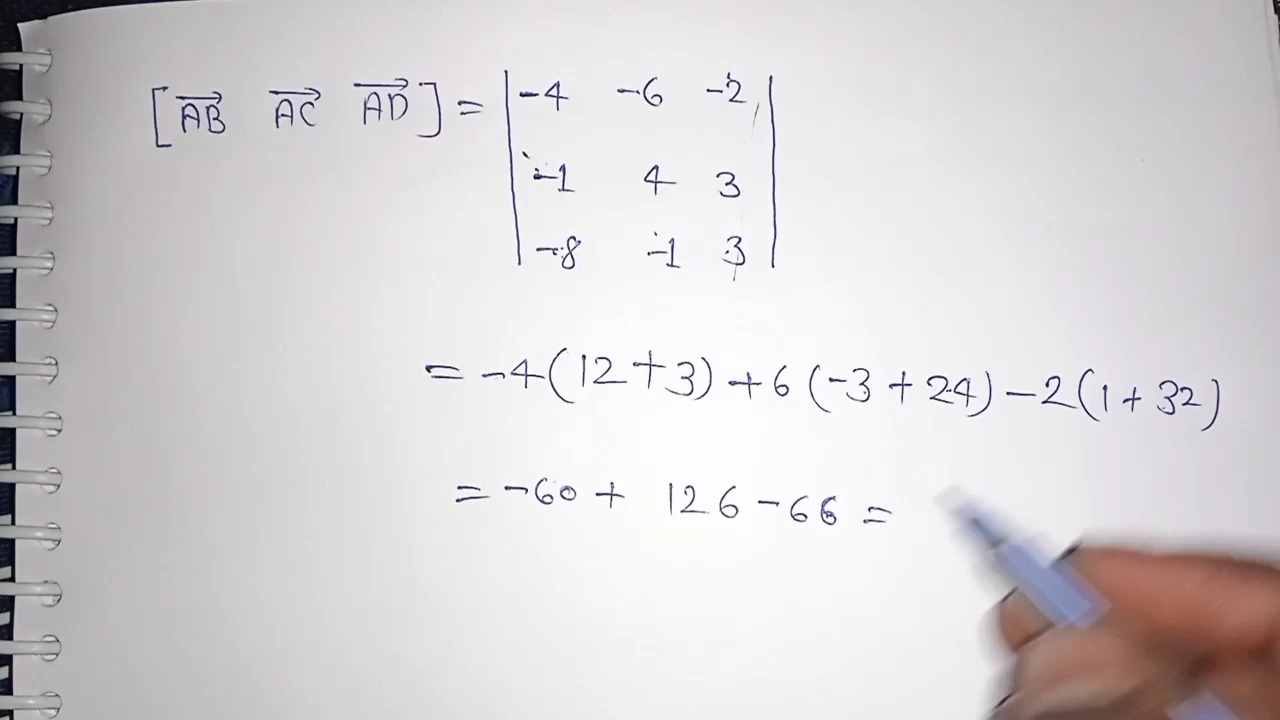 [AB AC AD] = | -4 -6 -2 |
| -1 4 3 |
| -8 -1 3 |
= -4(12+3) + 6(-3+24) - 2(1+32)
= -60 + 126 - 66 =